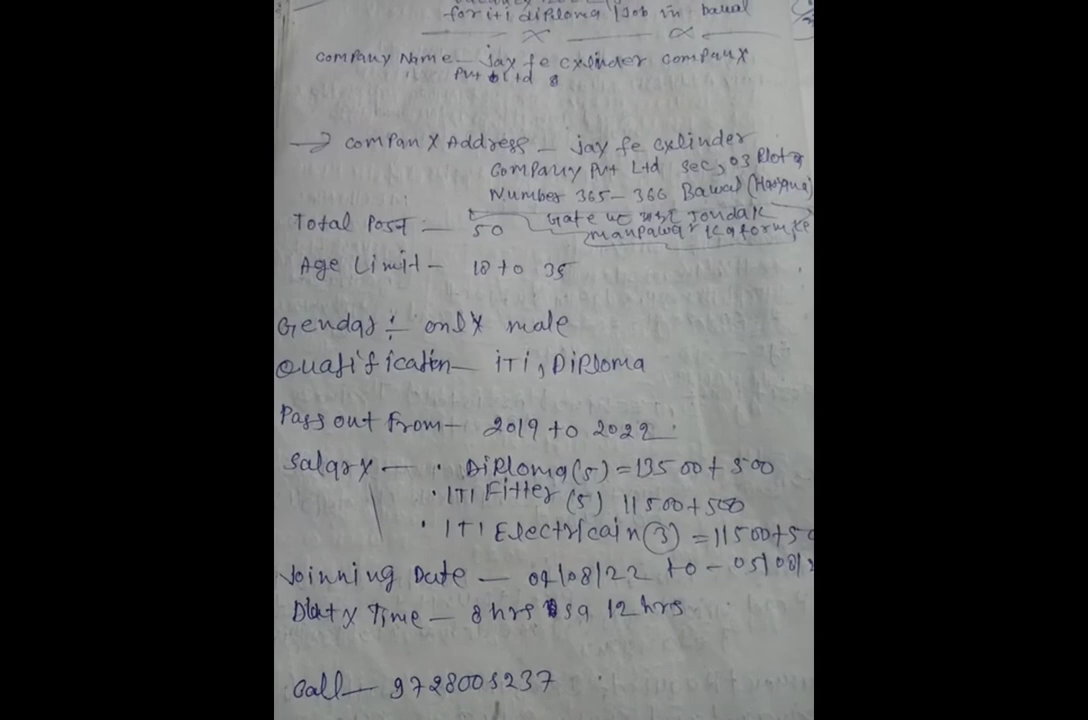 for iti diploma | Job in bawal
Company Name - jay fe cylinder company
Pvt Ltd
→ Company Address - jay fe cylinder
Company Pvt Ltd sec, 03 Plot
Number 365-366 Bawal (Haryana)
Total Post - 50
Age Limit - 18 to 35
Gendar : only male
Qualification - iTi, Diploma
Pass out From - 2019 to 2022
Salary - • Diploma (5) = 13500 + 500
• ITI Fitter (5) 11500+500
• ITI Electricain (3) = 11500+50
Joinning Date - 04/08/22 to - 05/08/2
Duty Time - 8 hrs 12 hrs
Call - 9728005237